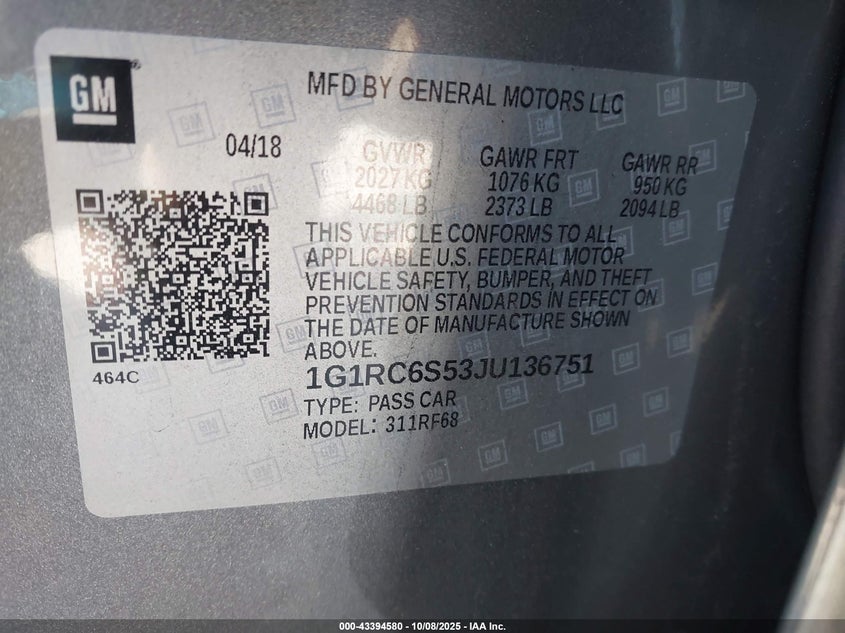 GM
MFD BY GENERAL MOTORS LLC
04/18
GVWR GAWR FRT GAWR RR
2027 KG 1076 KG 950 KG
4468 LB 2373 LB 2094 LB
THIS VEHICLE CONFORMS TO ALL
APPLICABLE U.S. FEDERAL MOTOR
VEHICLE SAFETY, BUMPER, AND THEFT
PREVENTION STANDARDS IN EFFECT ON
THE DATE OF MANUFACTURE SHOWN
ABOVE.
464C
1G1RC6S53JU136751
TYPE: PASS CAR
MODEL: 311RF68
000-43394580 | 10/08/2025 - IAA Inc.